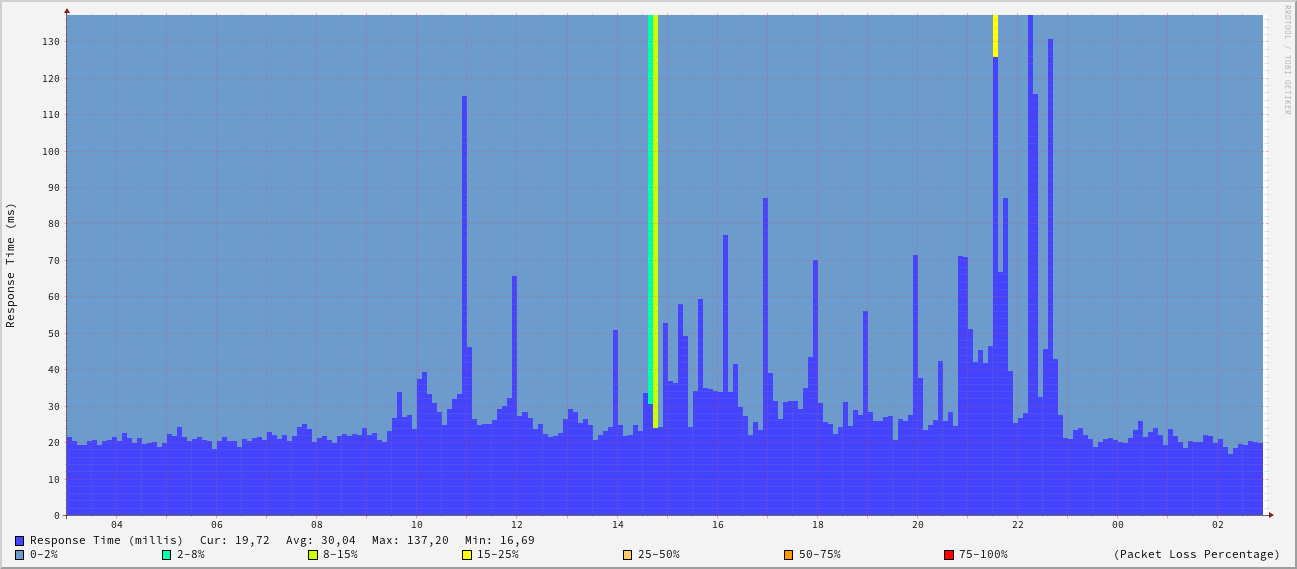 RRDTOOL / TOBI OETIKER
Response Time (ms)
130
120
110
100
90
80
70
60
50
40
30
20
10
0
04 06 08 10 12 14 16 18 20 22 00 02
Response Time (millis) Cur: 19,72 Avg: 30,04 Max: 137,20 Min: 16,69
0-2% 2-8% 8-15% 15-25% 25-50% 50-75% 75-100% (Packet Loss Percentage)